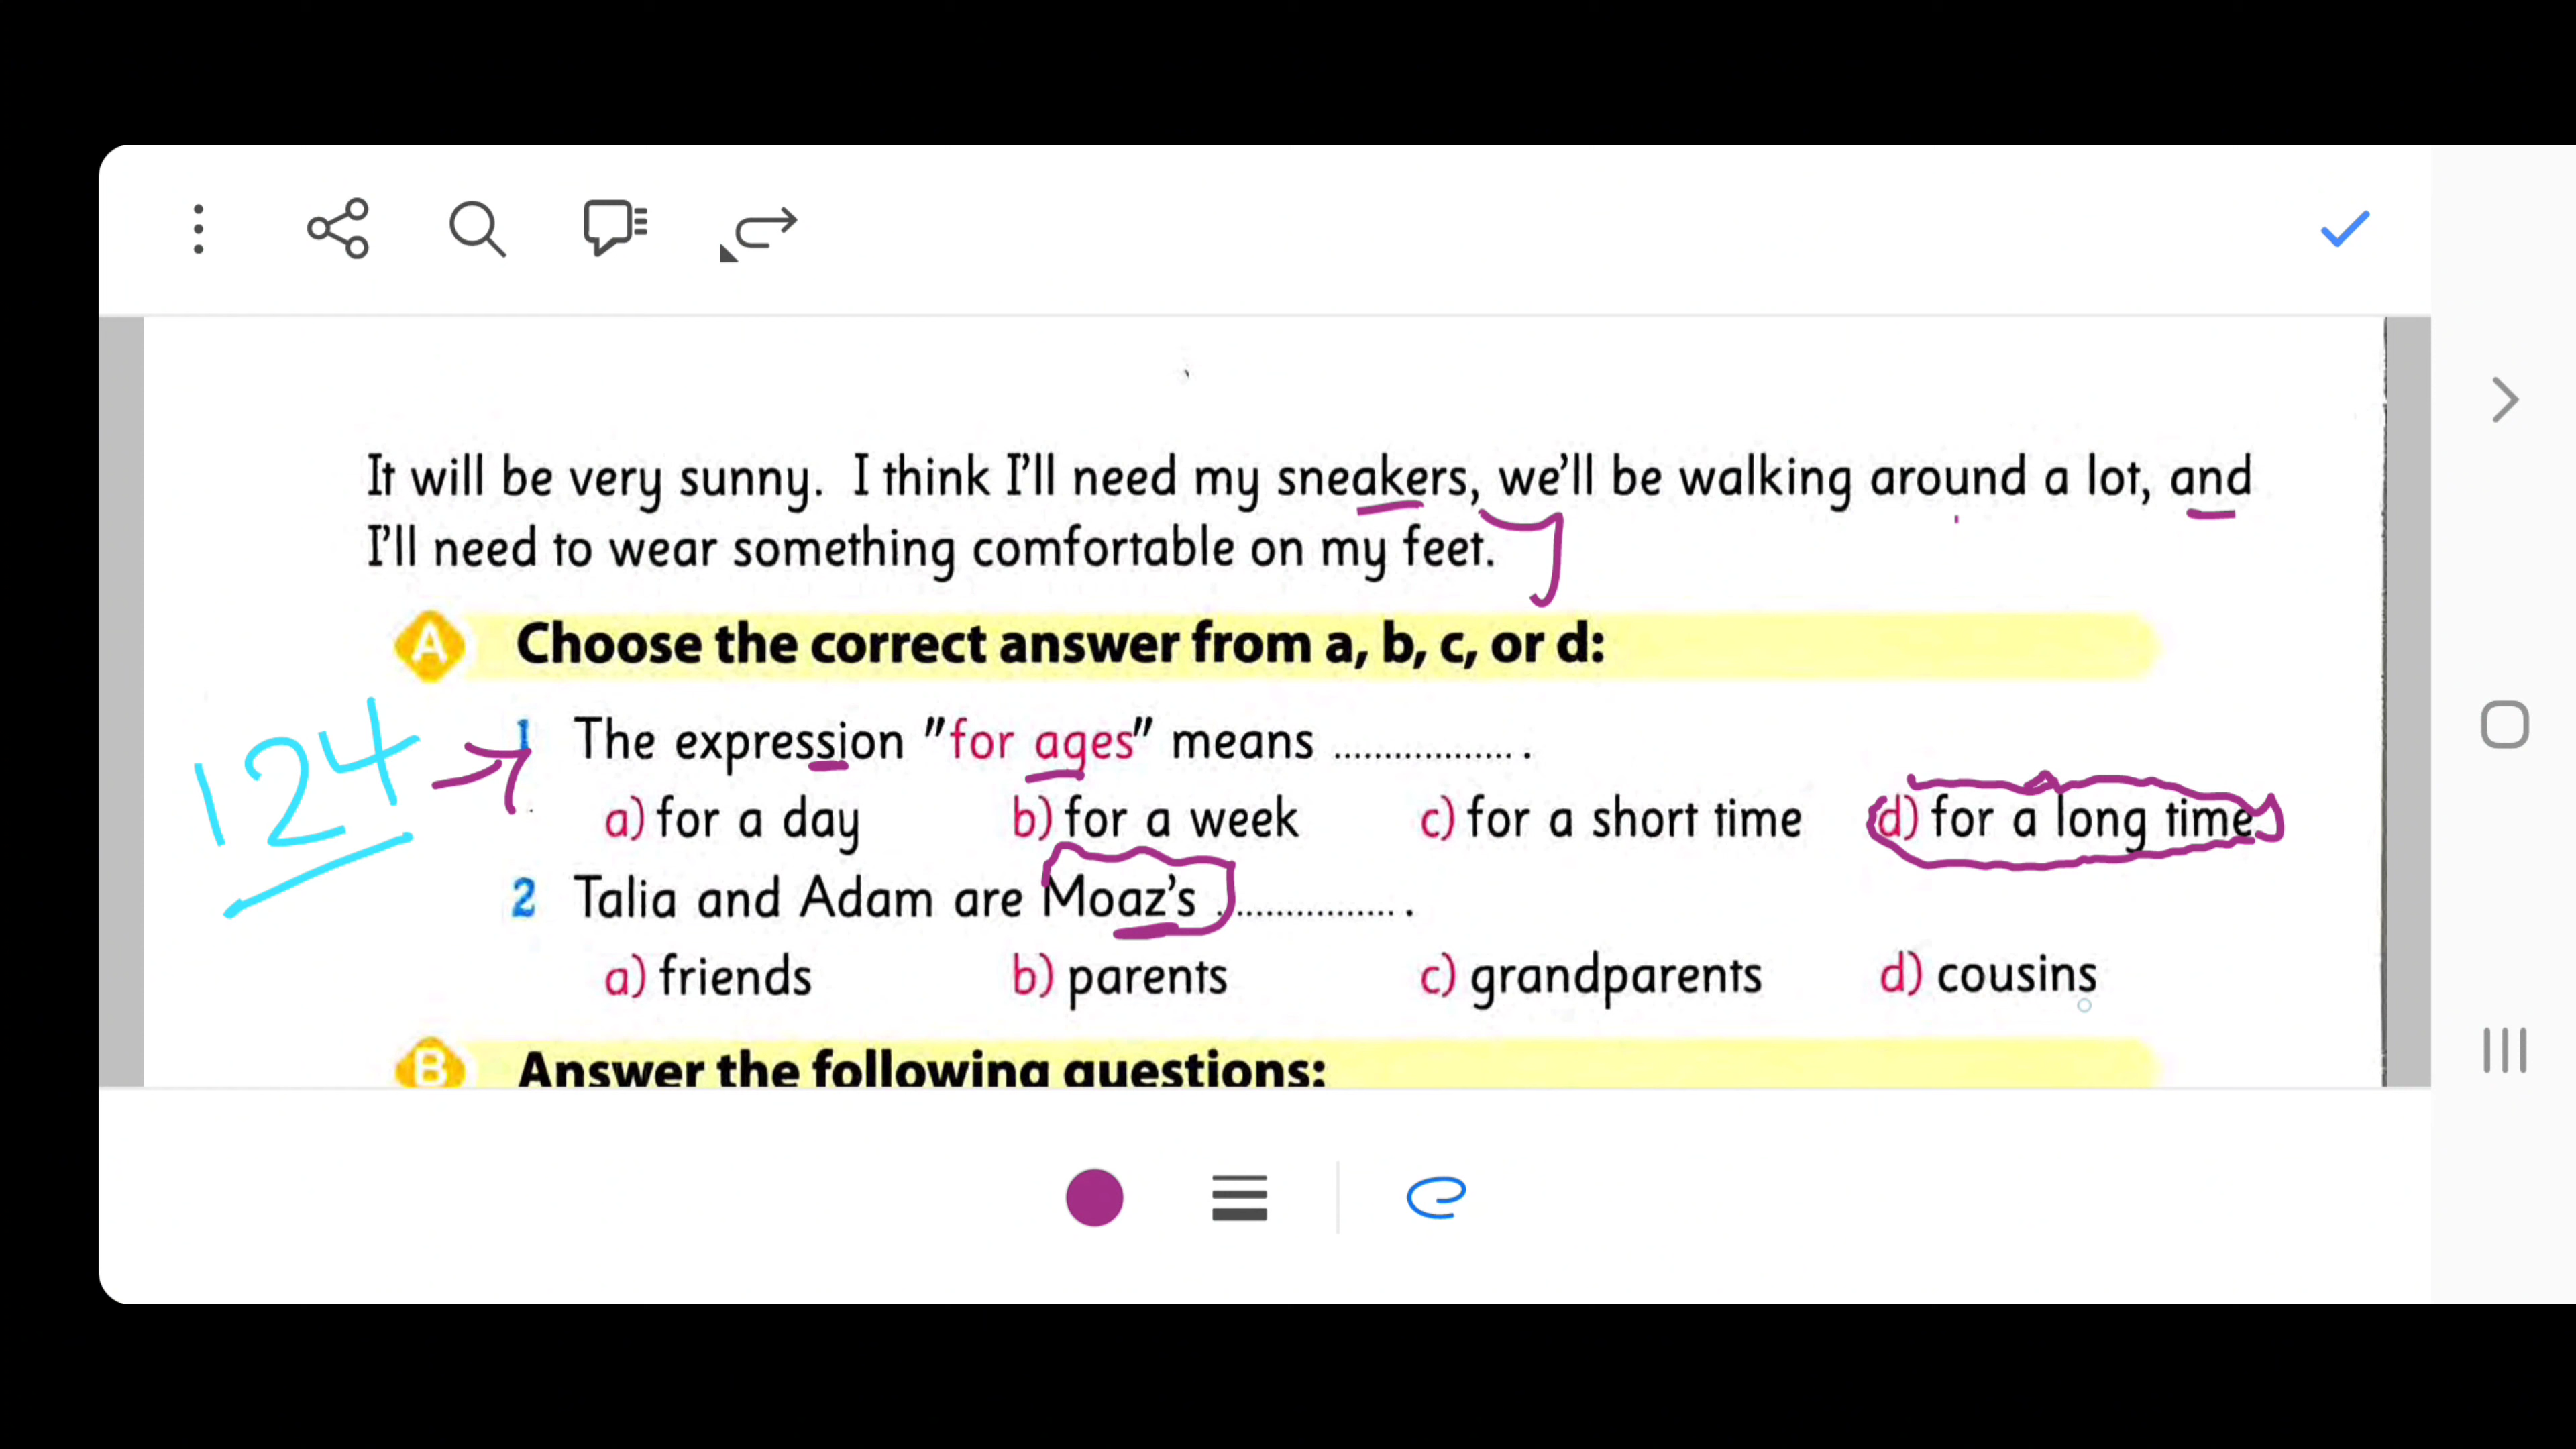 It will be very sunny. I think I'll need my sneakers, we'll be walking around a lot, and
I'll need to wear something comfortable on my feet.
A Choose the correct answer from a, b, c, or d:
124
1 The expression "for ages" means .................. .
a) for a day b) for a week c) for a short time d) for a long time
2 Talia and Adam are Moaz's .................. .
a) friends b) parents c) grandparents d) cousins
B Answer the following questions: